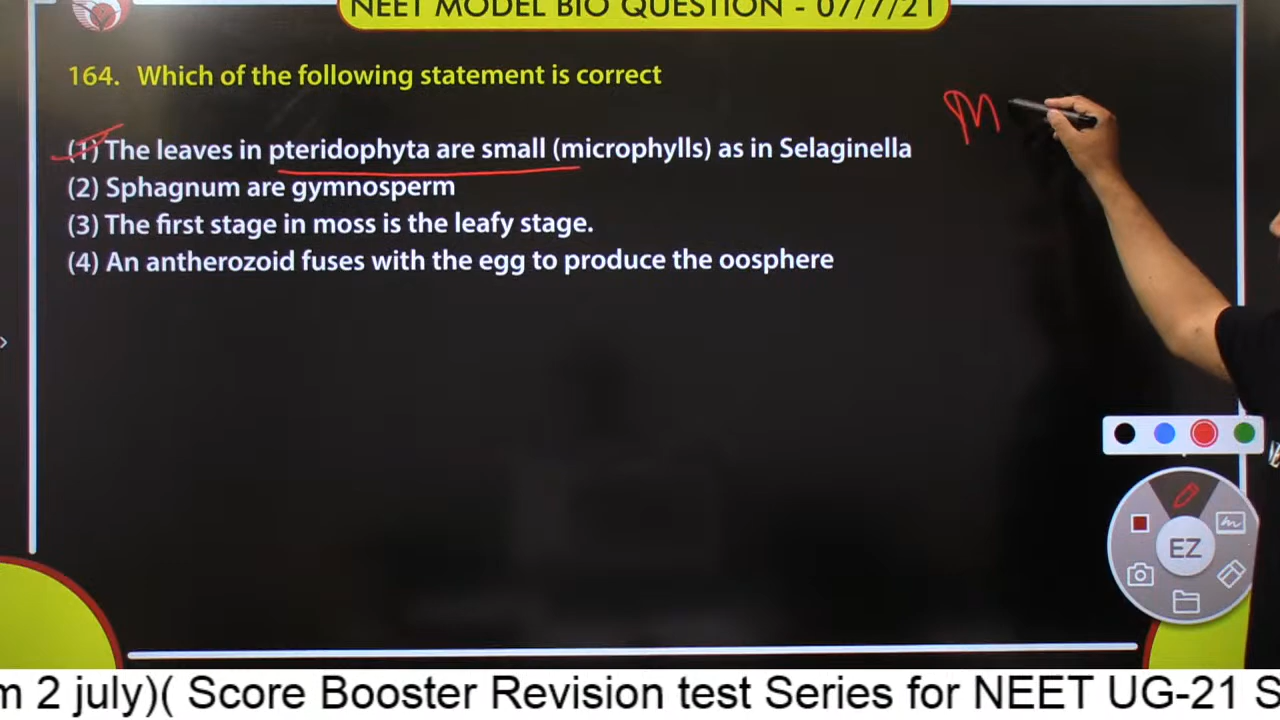 NEET MODEL BIO QUESTION - 07/7/21
164. Which of the following statement is correct
(1) The leaves in pteridophyta are small (microphylls) as in Selaginella
(2) Sphagnum are gymnosperm
(3) The first stage in moss is the leafy stage.
(4) An antherozoid fuses with the egg to produce the oosphere
M
EZ
m 2 july)( Score Booster Revision test Series for NEET UG-21 S